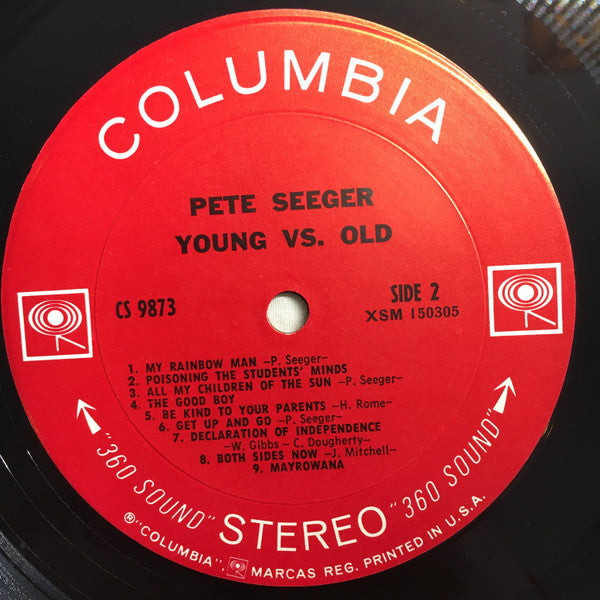 COLUMBIA
PETE SEEGER
YOUNG VS. OLD
CS 9873
SIDE 2
XSM 150305
1. MY RAINBOW MAN –P. Seeger–
2. POISONING THE STUDENTS' MINDS
3. ALL MY CHILDREN OF THE SUN –P. Seeger–
4. THE GOOD BOY
5. BE KIND TO YOUR PARENTS –H. Rome–
6. GET UP AND GO –P. Seeger–
7. DECLARATION OF INDEPENDENCE
–W. Gibbs – C. Dougherty–
8. BOTH SIDES NOW –J. Mitchell–
9. MAYROWANA
"360 SOUND" STEREO "360 SOUND"
® "COLUMBIA", MARCAS REG. PRINTED IN U.S.A.